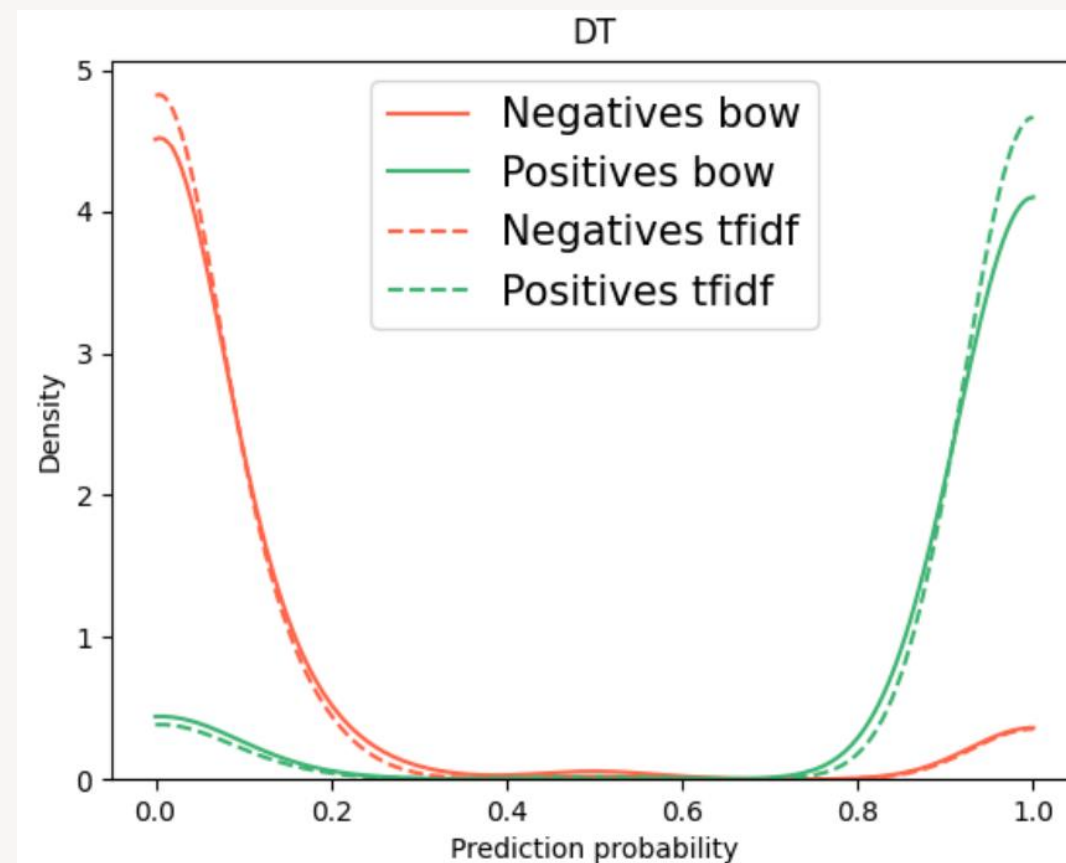 DT
5
4
3
2
1
0
Density
Negatives bow
Positives bow
Negatives tfidf
Positives tfidf
0.0 0.2 0.4 0.6 0.8 1.0
Prediction probability